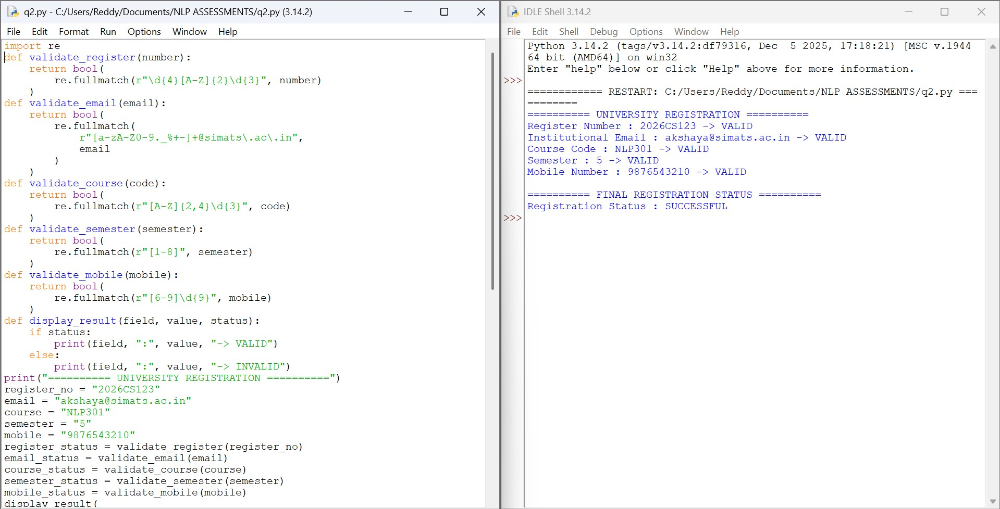 q2.py - C:/Users/Reddy/Documents/NLP ASSESSMENTS/q2.py (3.14.2)
File Edit Format Run Options Window Help
import re
def validate_register(number):
    return bool(
        re.fullmatch(r"\d{4}[A-Z]{2}\d{3}", number)
    )
def validate_email(email):
    return bool(
        re.fullmatch(
            r"[a-zA-Z0-9._%+-]+@simats\.ac\.in",
            email
        )
    )
def validate_course(code):
    return bool(
        re.fullmatch(r"[A-Z]{2,4}\d{3}", code)
    )
def validate_semester(semester):
    return bool(
        re.fullmatch(r"[1-8]", semester)
    )
def validate_mobile(mobile):
    return bool(
        re.fullmatch(r"[6-9]\d{9}", mobile)
    )
def display_result(field, value, status):
    if status:
        print(field, ":", value, "-> VALID")
    else:
        print(field, ":", value, "-> INVALID")
print("========== UNIVERSITY REGISTRATION ==========")
register_no = "2026CS123"
email = "akshaya@simats.ac.in"
course = "NLP301"
semester = "5"
mobile = "9876543210"
register_status = validate_register(register_no)
email_status = validate_email(email)
course_status = validate_course(course)
semester_status = validate_semester(semester)
mobile_status = validate_mobile(mobile)
display_result(
IDLE Shell 3.14.2
File Edit Shell Debug Options Window Help
Python 3.14.2 (tags/v3.14.2:df79316, Dec  5 2025, 17:18:21) [MSC v.1944
64 bit (AMD64)] on win32
Enter "help" below or click "Help" above for more information.
>>>
============ RESTART: C:/Users/Reddy/Documents/NLP ASSESSMENTS/q2.py ===
========
========== UNIVERSITY REGISTRATION ==========
Register Number : 2026CS123 -> VALID
Institutional Email : akshaya@simats.ac.in -> VALID
Course Code : NLP301 -> VALID
Semester : 5 -> VALID
Mobile Number : 9876543210 -> VALID
========== FINAL REGISTRATION STATUS ==========
Registration Status : SUCCESSFUL
>>>